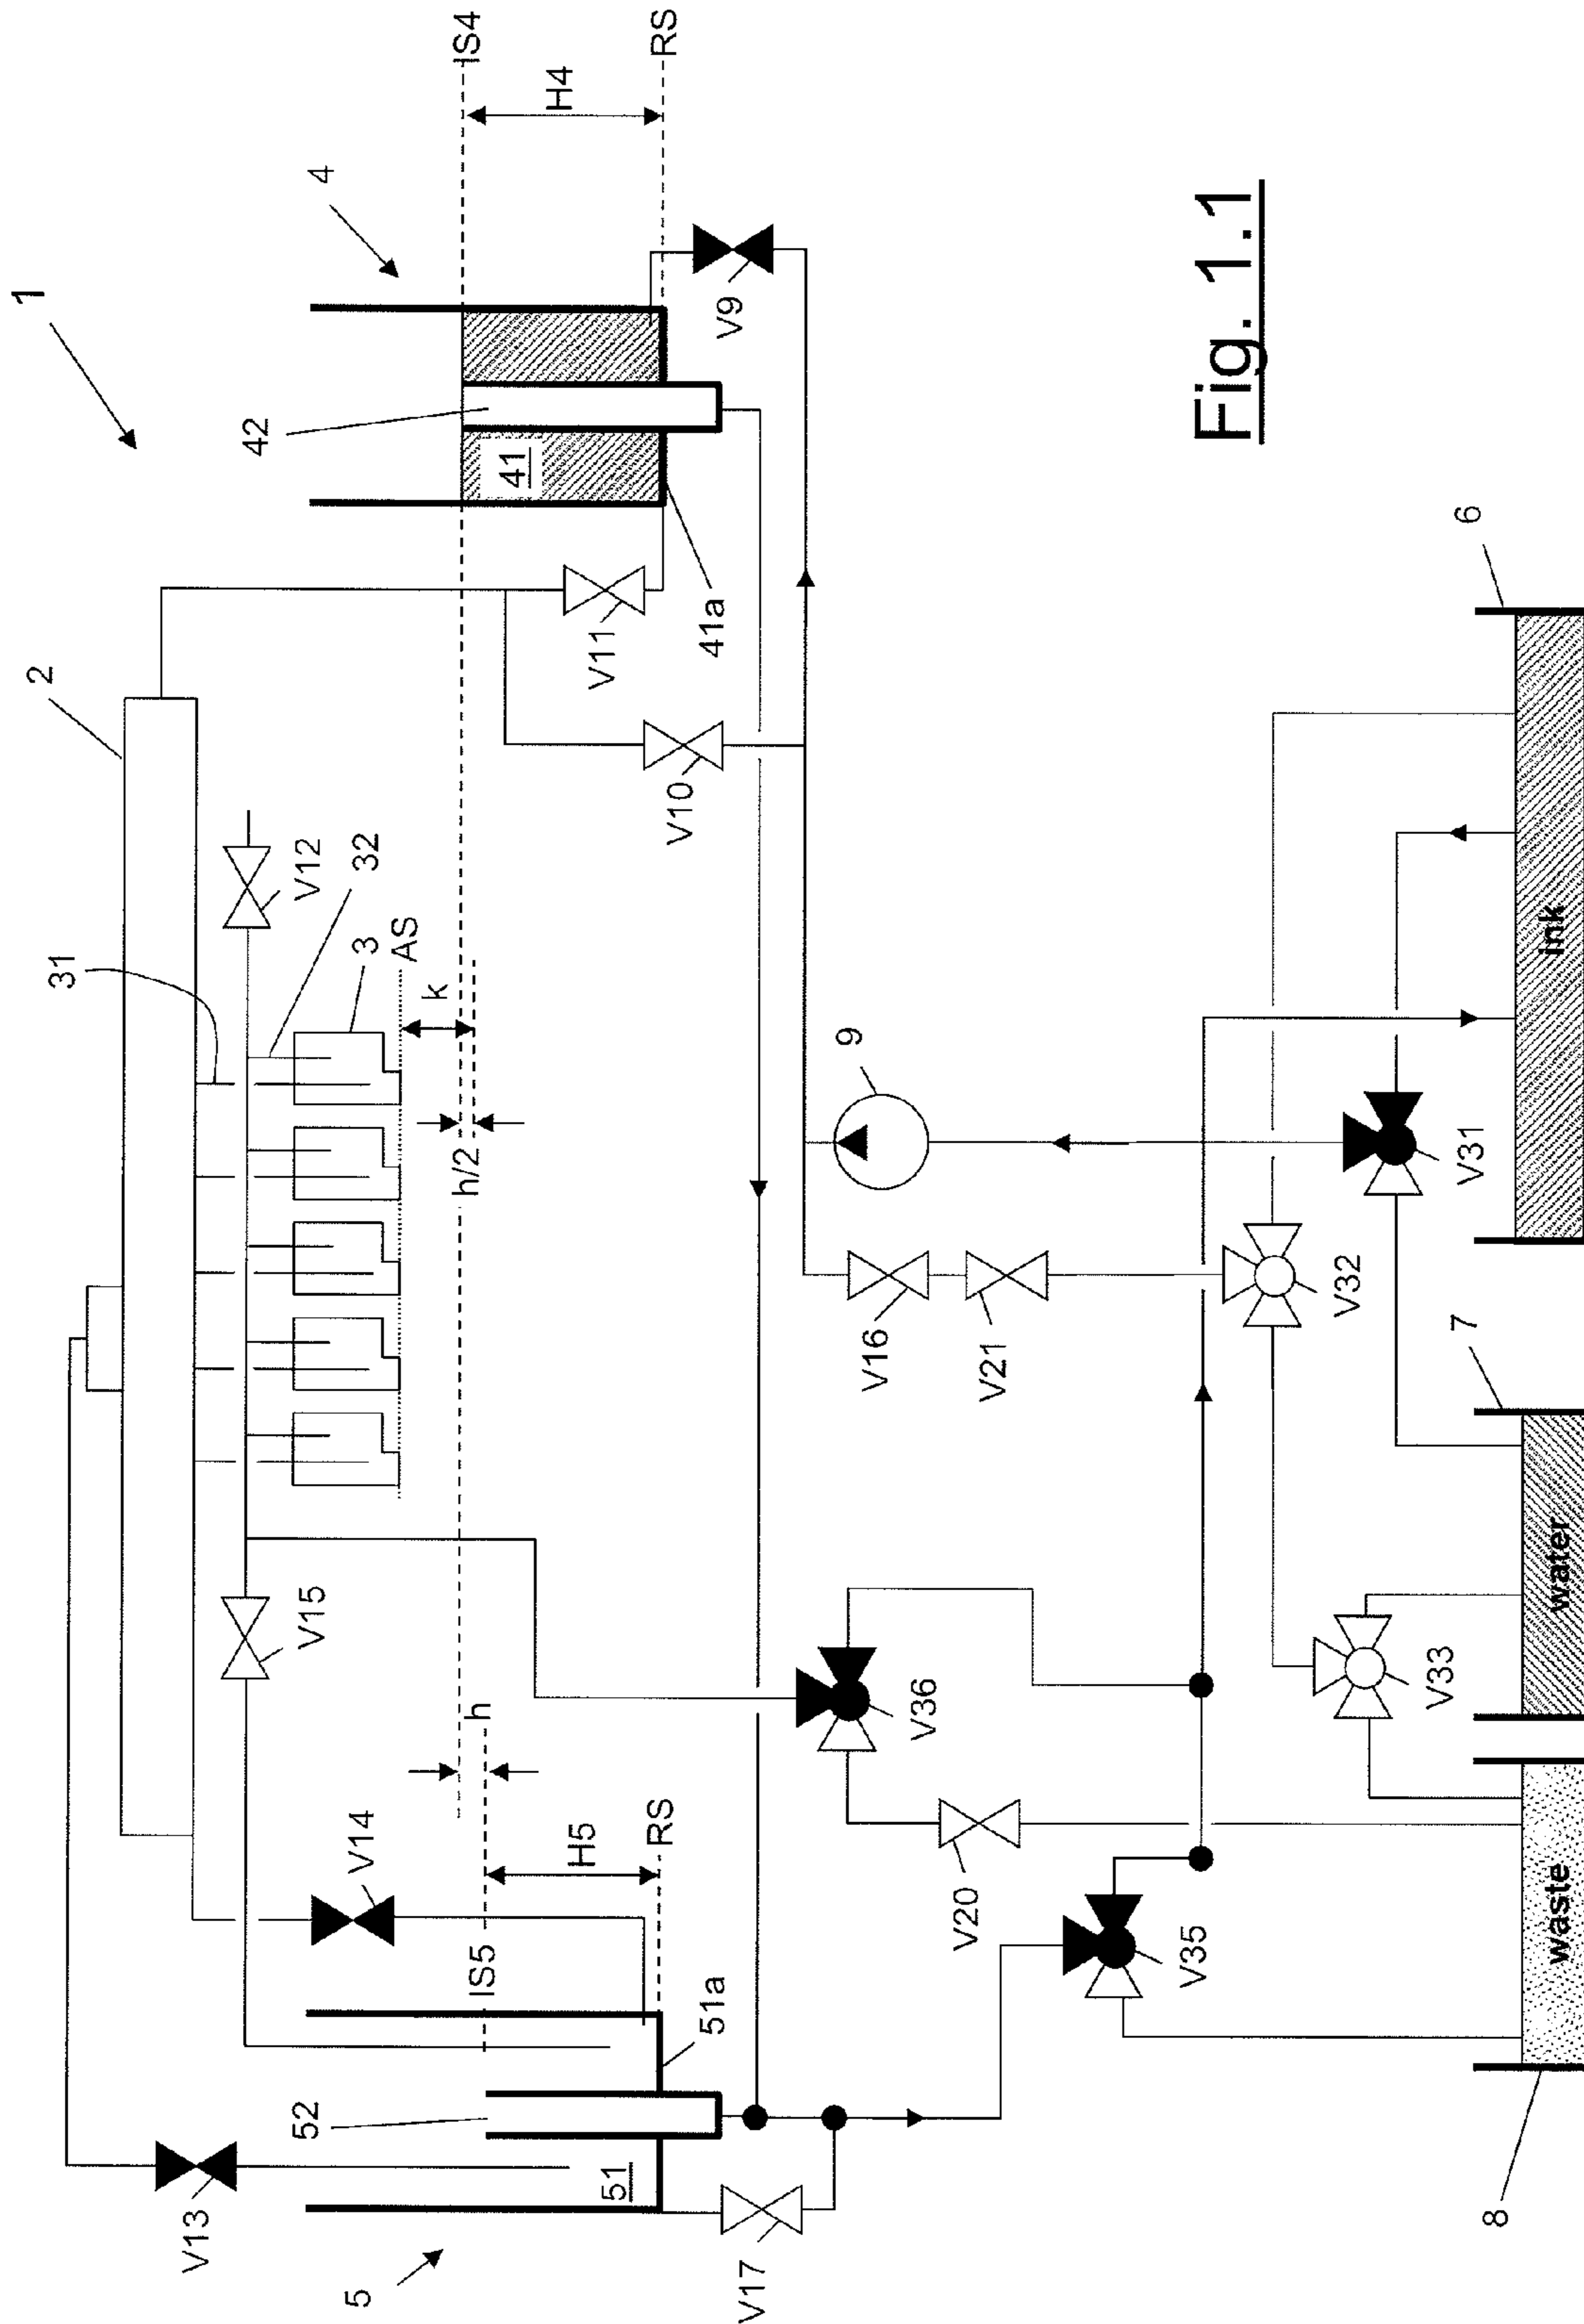 1
2
31
V12
32
3
AS
k
h/2
h
V15
V14
IS5
H5
RS
51a
52
51
V13
5
V17
4
IS4
H4
RS
42
41
V9
V11
41a
V10
9
V16
V21
V36
V20
V35
V32
V31
V33
6
7
8
ink
water
waste
Fig. 1.1